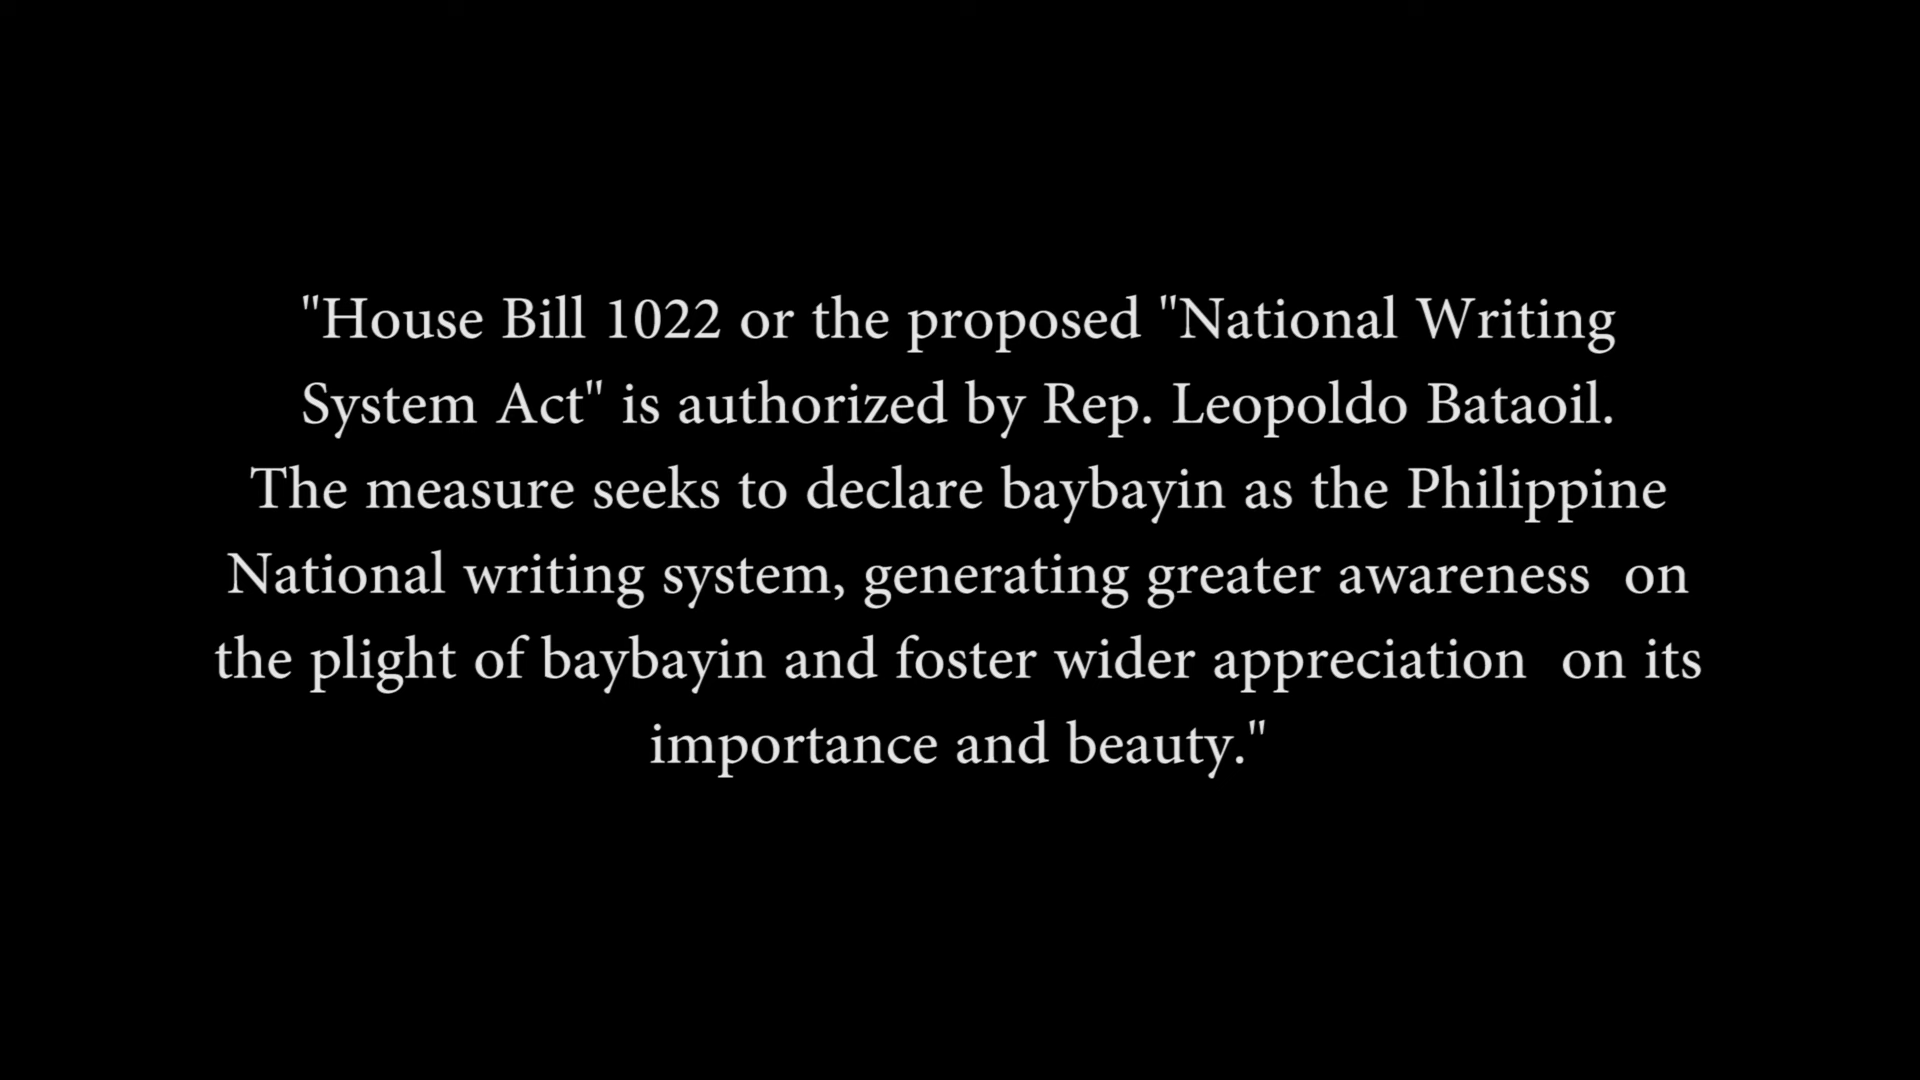 "House Bill 1022 or the proposed "National Writing
System Act" is authorized by Rep. Leopoldo Bataoil.
The measure seeks to declare baybayin as the Philippine
National writing system, generating greater awareness  on
the plight of baybayin and foster wider appreciation  on its
importance and beauty."